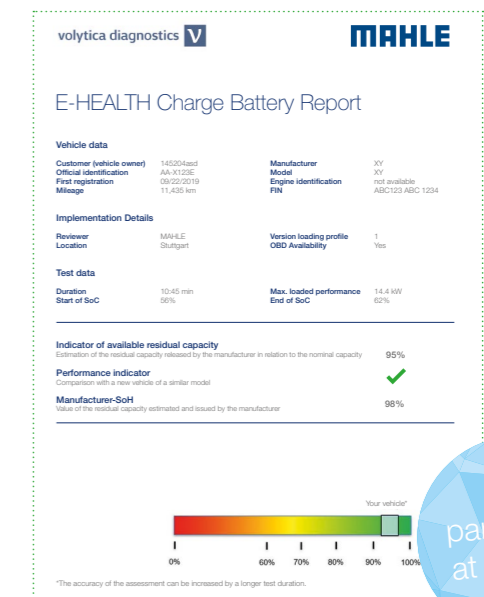 volytica diagnostics V
MAHLE
E-HEALTH Charge Battery Report
Vehicle data
Customer (vehicle owner) 145204asd Manufacturer XY
Official identification AA-X123E Model XY
First registration 09/22/2019 Engine identification not available
Mileage 11,435 km FIN ABC123 ABC 1234
Implementation Details
Reviewer MAHLE Version loading profile 1
Location Stuttgart OBD Availability Yes
Test data
Duration 10:45 min Max. loaded performance 14.4 kW
Start of SoC 56% End of SoC 62%
Indicator of available residual capacity
Estimation of the residual capacity released by the manufacturer in relation to the nominal capacity 95%
Performance indicator
Comparison with a new vehicle of a similar model
Manufacturer-SoH
Value of the residual capacity estimated and issued by the manufacturer 98%
Your vehicle*
0% 60% 70% 80% 90% 100%
*The accuracy of the assessment can be increased by a longer test duration.
at